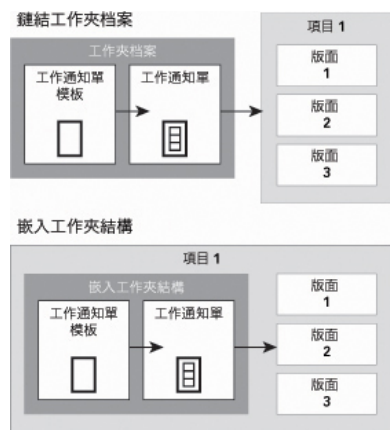 鏈結工作夾檔案
工作夾檔案
工作通知單
模板
工作通知單
項目 1
版面
1
版面
2
版面
3
嵌入工作夾結構
項目 1
嵌入工作夾結構
工作通知單
模板
工作通知單
版面
1
版面
2
版面
3